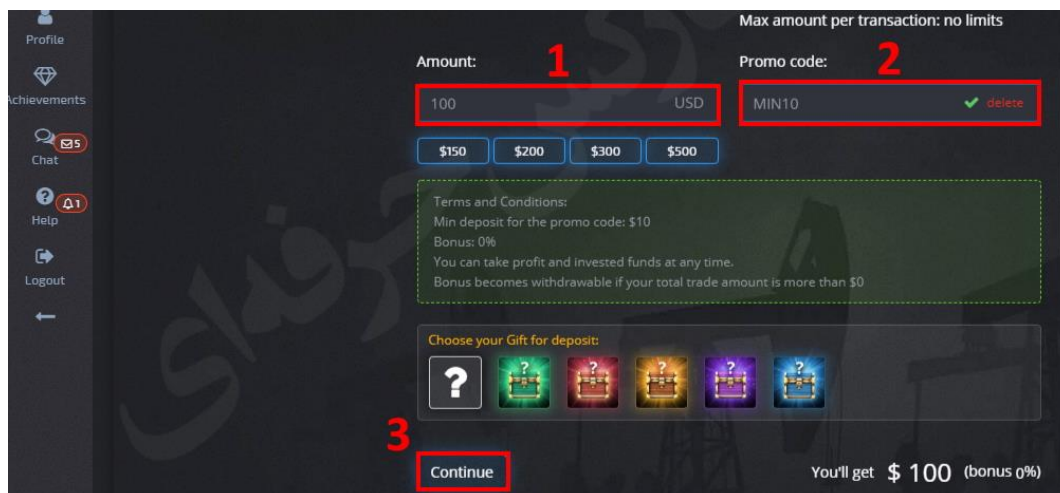 Profile
Achievements
5
Chat
1
Help
Logout
Max amount per transaction: no limits
Amount:
1
Promo code:
2
100 USD
MIN10 delete
$150 $200 $300 $500
Terms and Conditions:
Min deposit for the promo code: $10
Bonus: 0%
You can take profit and invested funds at any time.
Bonus becomes withdrawable if your total trade amount is more than $0
Choose your Gift for deposit:
? ? ? ? ? ?
3
Continue
You'll get $ 100 (bonus 0%)
حرفه‌ای